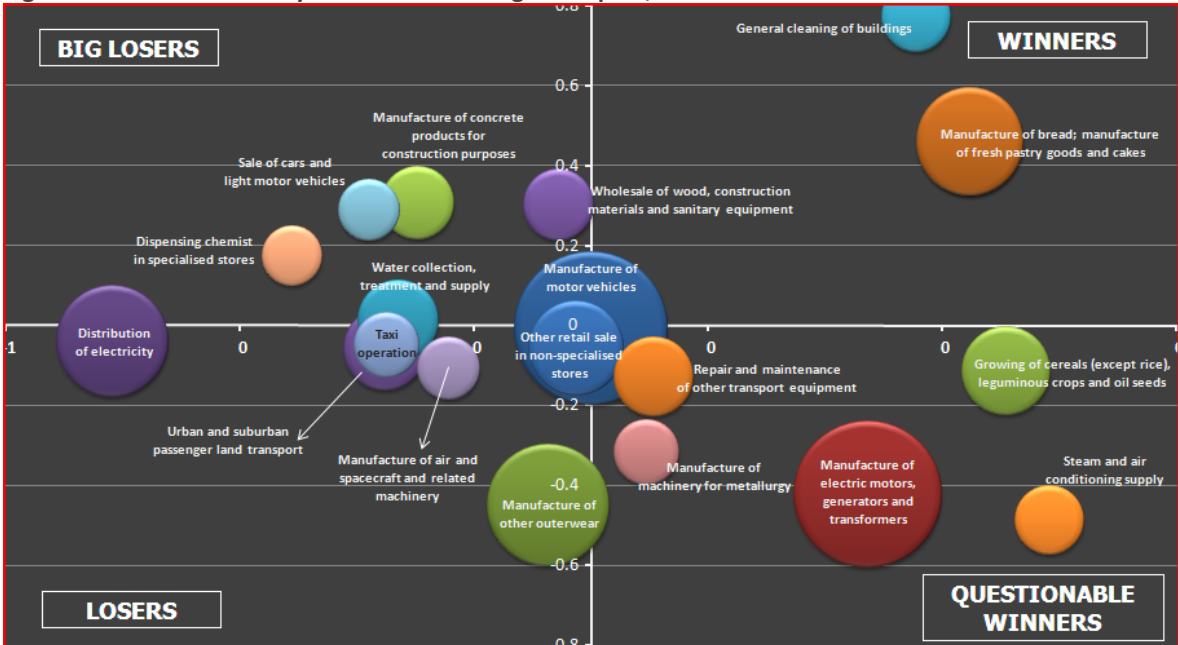 0.8
General cleaning of buildings
BIG LOSERS
WINNERS
0.6
Manufacture of concrete
products for
construction purposes
Manufacture of bread; manufacture
of fresh pastry goods and cakes
0.4
Sale of cars and
light motor vehicles
Wholesale of wood, construction
materials and sanitary equipment
0.2
Dispensing chemist
in specialised stores
Water collection,
treatment and supply
Manufacture of
motor vehicles
-1
0
0
0
0
0
Distribution
of electricity
Taxi
operation
Other retail sale
in non-specialised
stores
Repair and maintenance
of other transport equipment
Growing of cereals (except rice),
leguminous crops and oil seeds
-0.2
Urban and suburban
passenger land transport
Manufacture of air and
spacecraft and related
machinery
Manufacture of
machinery for metallurgy
Manufacture of
electric motors,
generators and
transformers
Steam and air
conditioning supply
-0.4
Manufacture of
other outerwear
-0.6
LOSERS
QUESTIONABLE
WINNERS